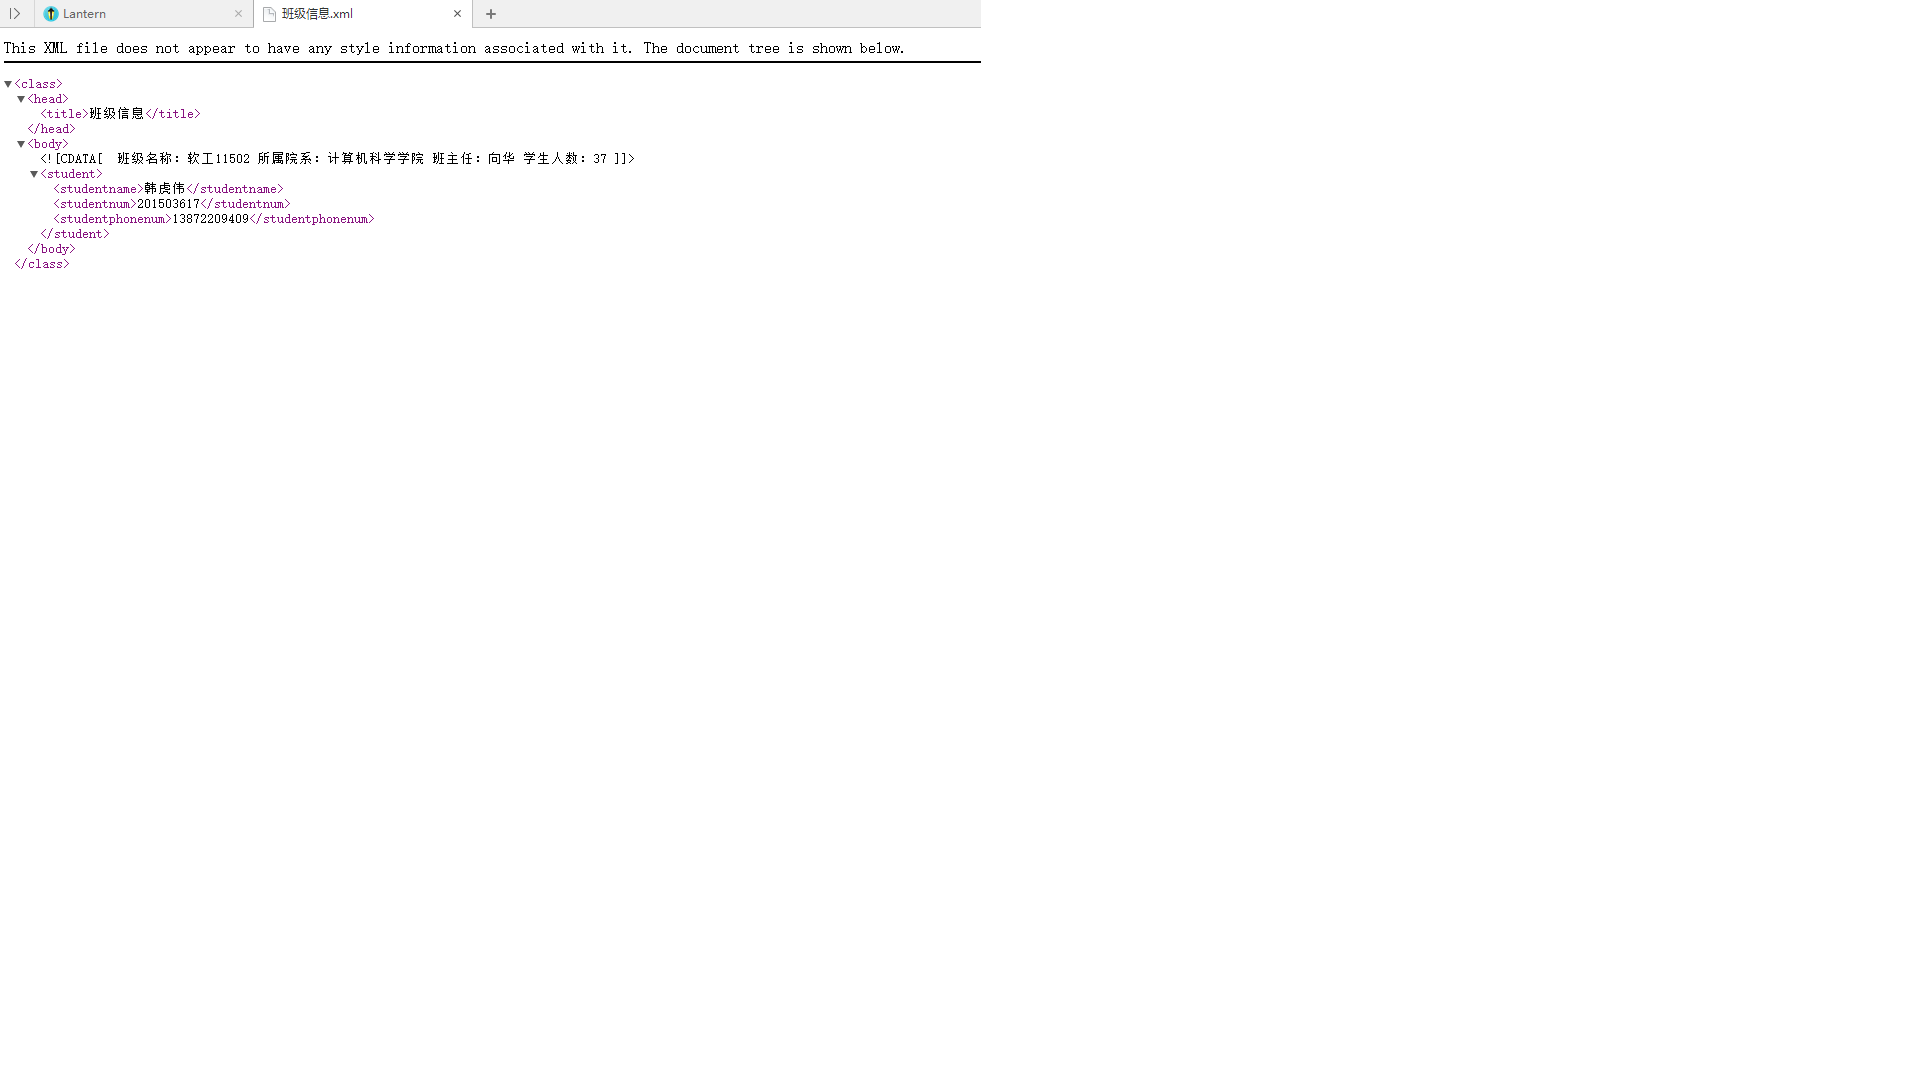 Lantern
班级信息.xml
This XML file does not appear to have any style information associated with it. The document tree is shown below.
<class>
<head>
<title>班级信息</title>
</head>
<body>
<![CDATA[ 班级名称: 软工11502 所属院系: 计算机科学学院 班主任: 向华 学生人数: 37 ]]>
<student>
<studentname>韩虎伟</studentname>
<studentnum>201503617</studentnum>
<studentphonenum>13872209409</studentphonenum>
</student>
</body>
</class>